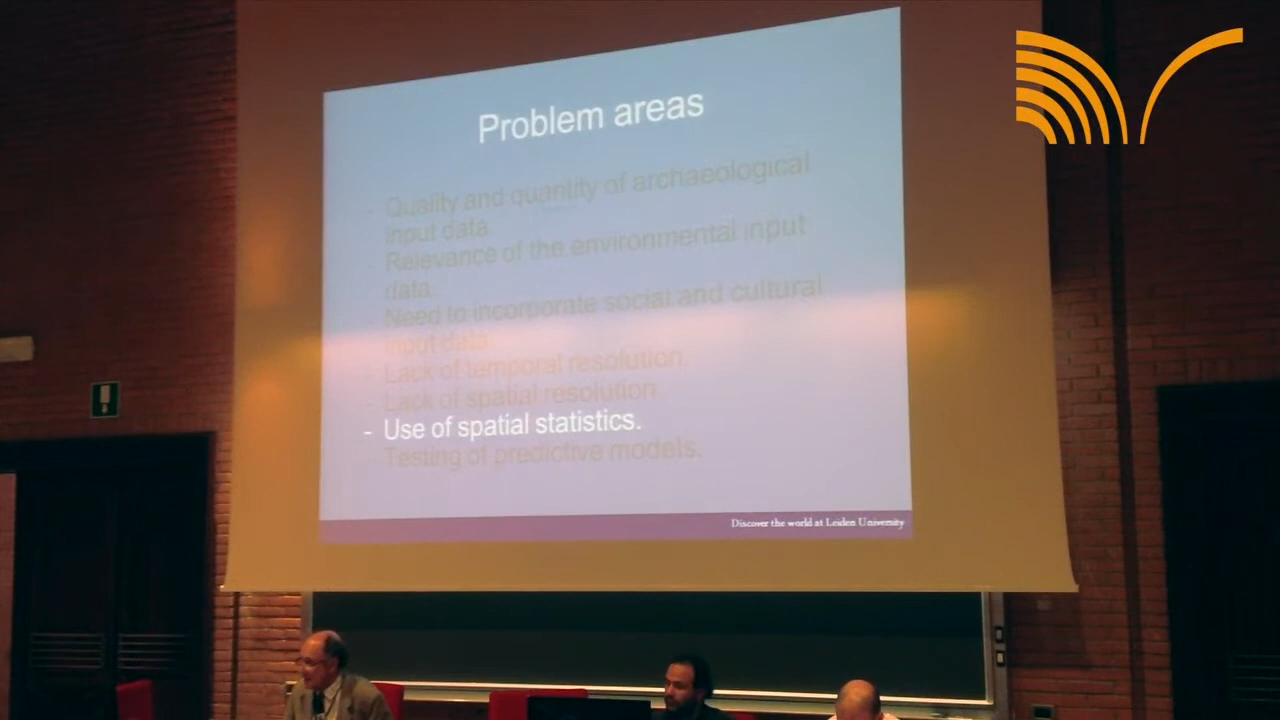 Problem areas
- Quality and quantity of archaeological
input data.
- Relevance of the environmental input
data.
- Need to incorporate social and cultural
input data.
- Lack of temporal resolution.
- Lack of spatial resolution.
- Use of spatial statistics.
- Testing of predictive models.
Discover the world at Leiden University